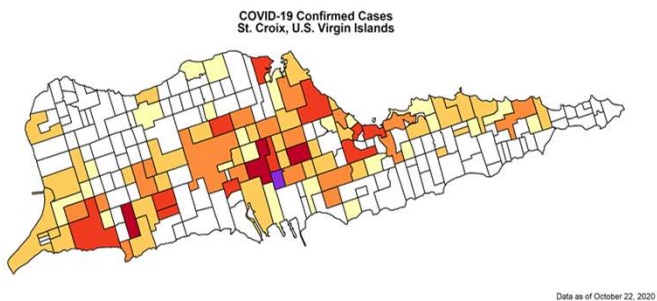 COVID-19 Confirmed Cases
St. Croix, U.S. Virgin Islands
Data as of October 22, 2020